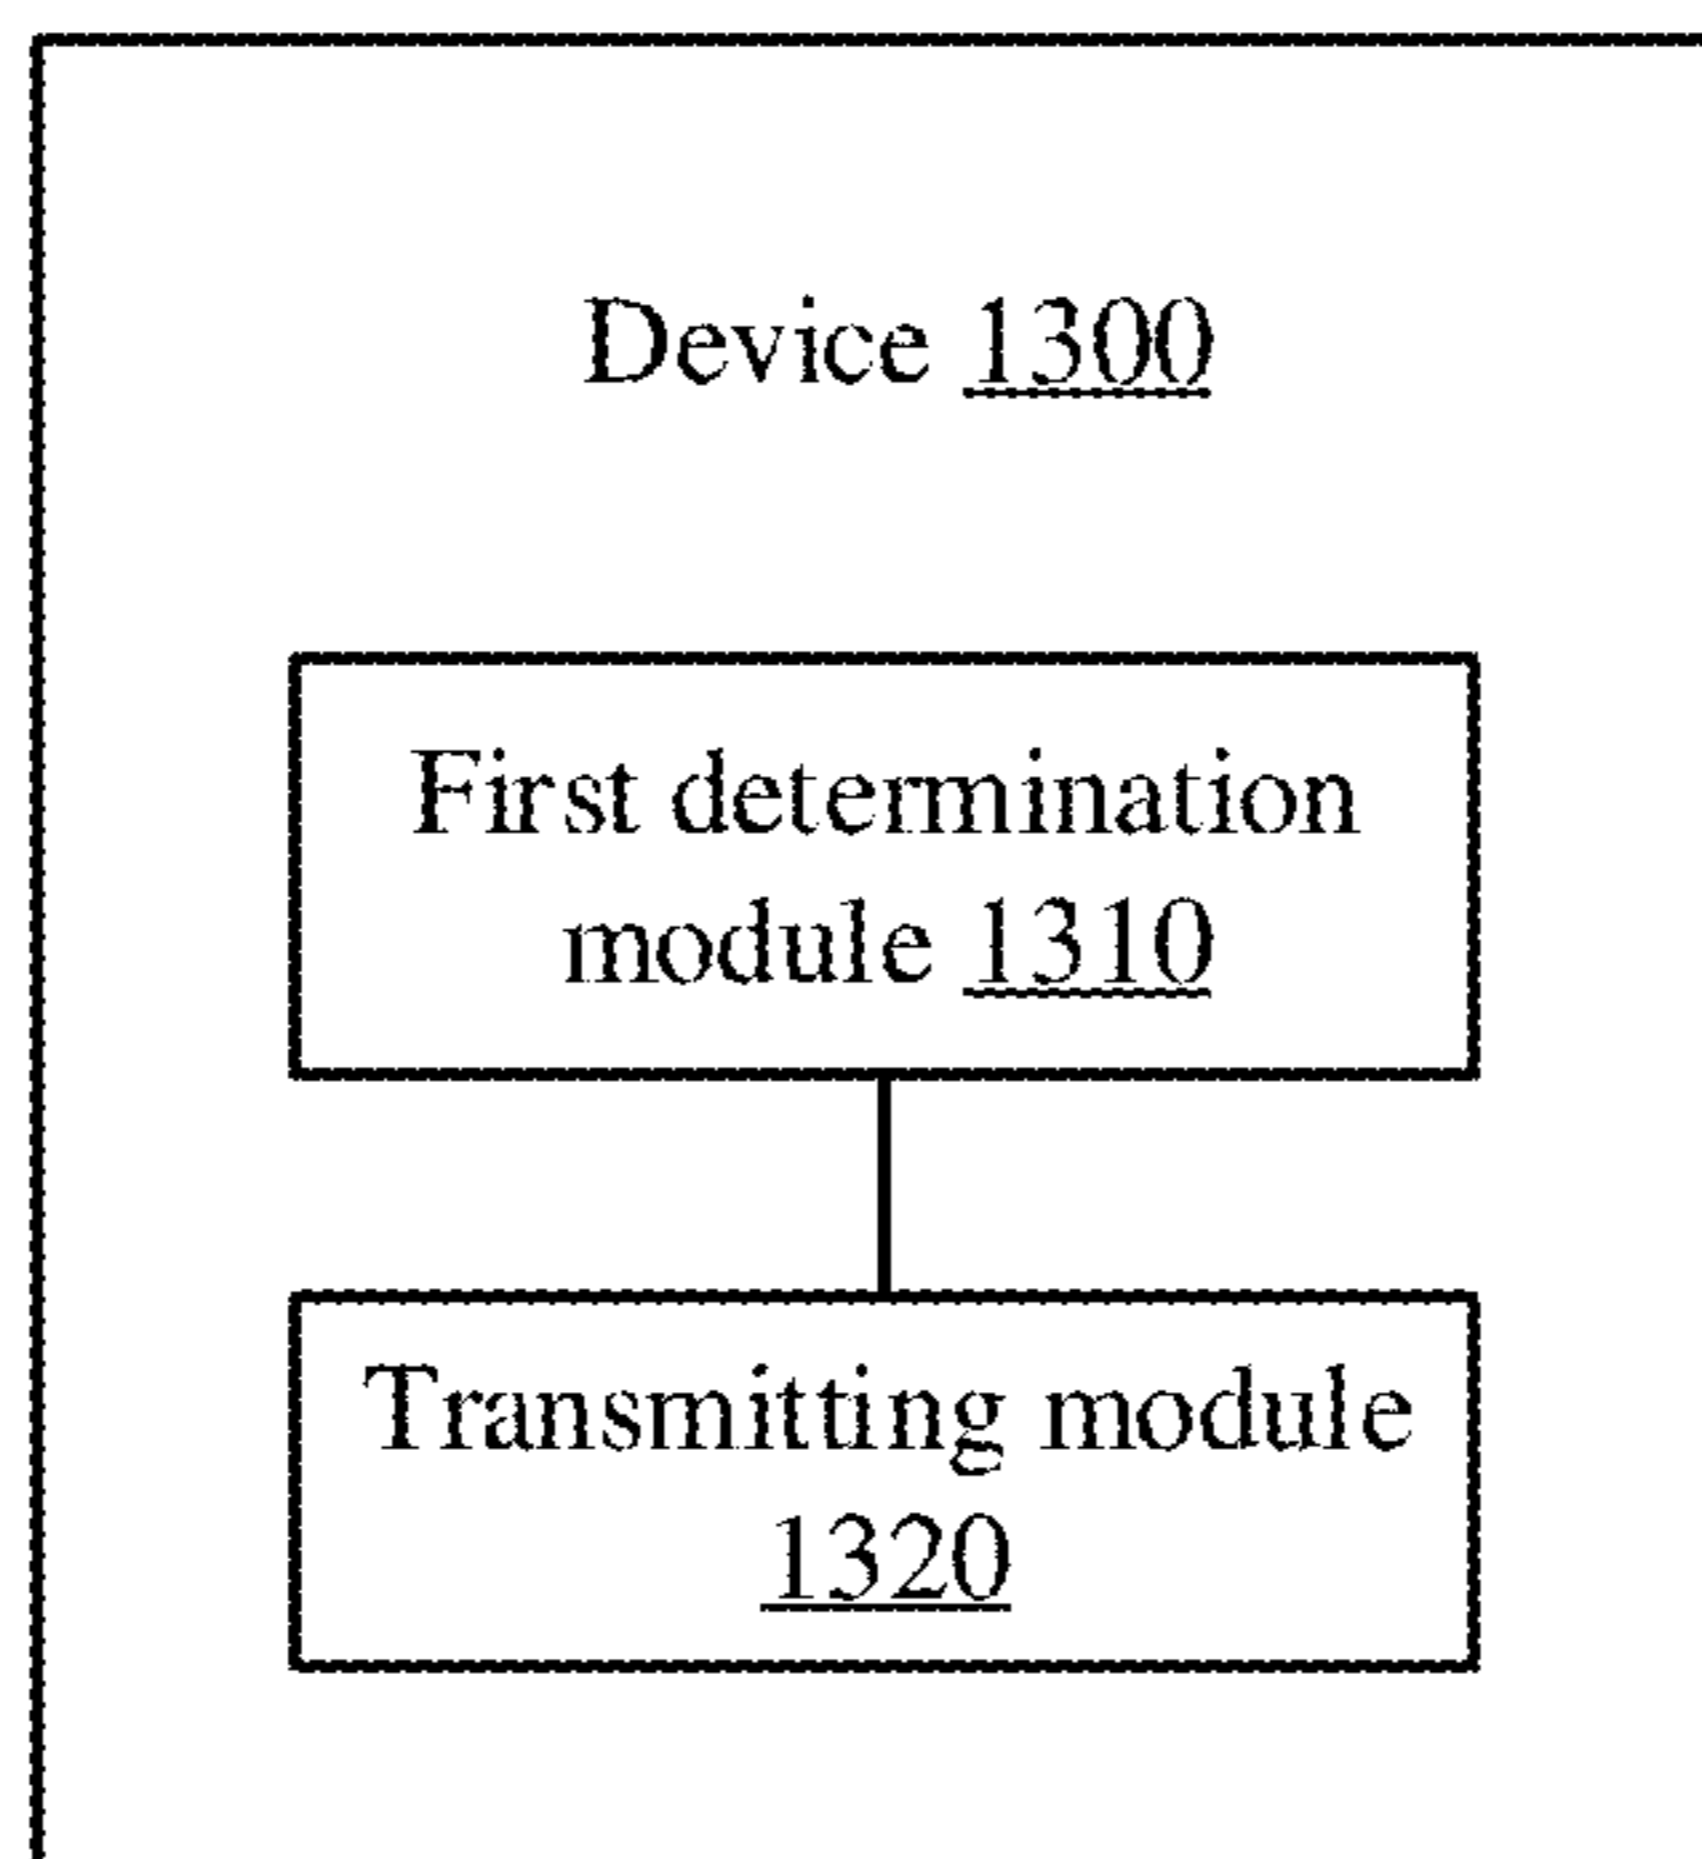 Device 1300
First determination
module 1310
Transmitting module
1320